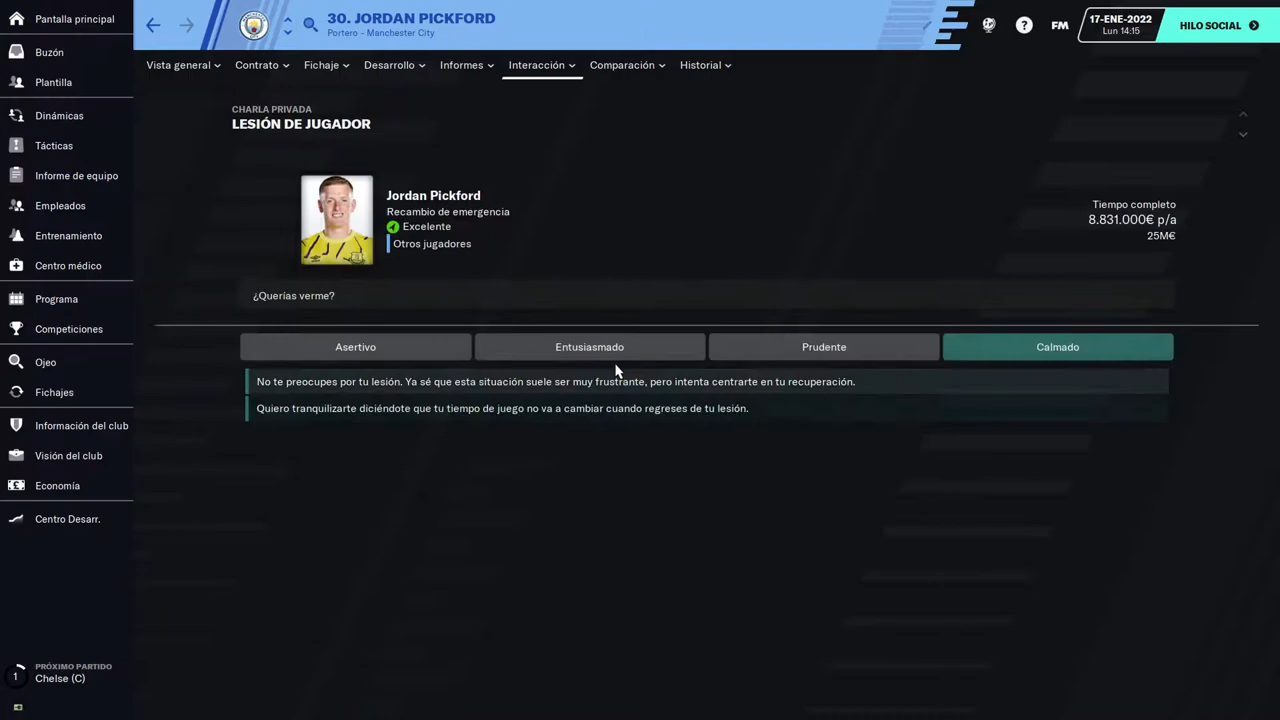 Pantalla principal
Buzón
Plantilla
Dinámicas
Tácticas
Informe de equipo
Empleados
Entrenamiento
Centro médico
Programa
Competiciones
Ojeo
Fichajes
Información del club
Visión del club
Economía
Centro Desarr.
1
PRÓXIMO PARTIDO
Chelse (C)
30. JORDAN PICKFORD
Portero - Manchester City
?
FM
17-ENE-2022
Lun 14:15
HILO SOCIAL
Vista general Contrato Fichaje Desarrollo Informes Interacción Comparación Historial
CHARLA PRIVADA
LESIÓN DE JUGADOR
Jordan Pickford
Recambio de emergencia
Excelente
Otros jugadores
Tiempo completo
8.831.000€ p/a
25M€
¿Querías verme?
Asertivo Entusiasmado Prudente Calmado
No te preocupes por tu lesión. Ya sé que esta situación suele ser muy frustrante, pero intenta centrarte en tu recuperación.
Quiero tranquilizarte diciéndote que tu tiempo de juego no va a cambiar cuando regreses de tu lesión.